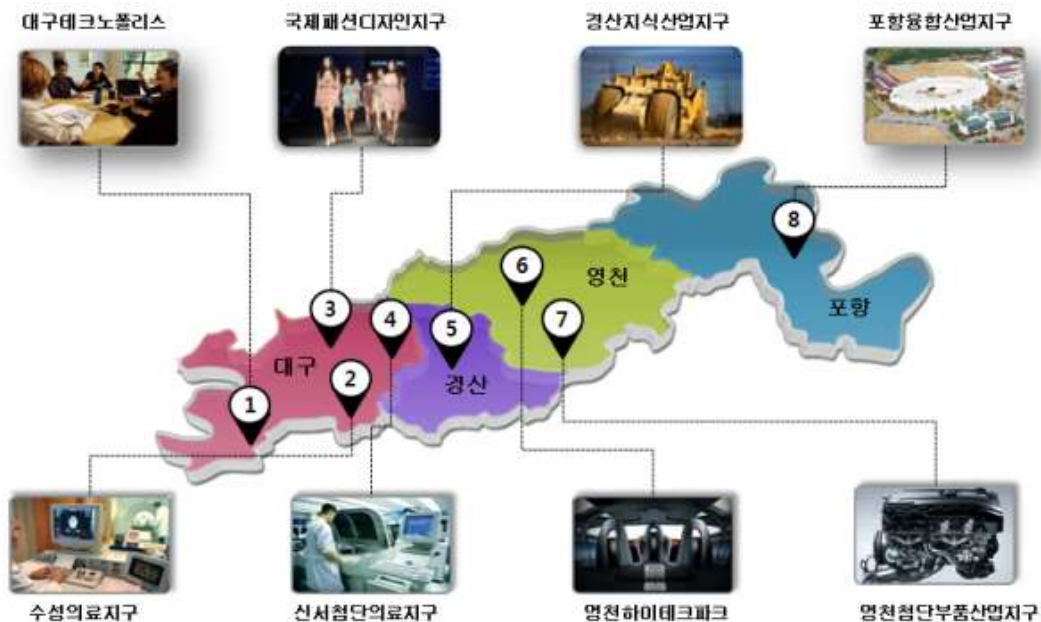 대구테크노폴리스
국제패션디자인지구
경산지식산업지구
포항융합산업지구
8
6
영천
3
4
5
7
포항
대구
2
경산
1
수성의료지구
신서첨단의료지구
영천하이테크파크
영천첨단부품산업지구